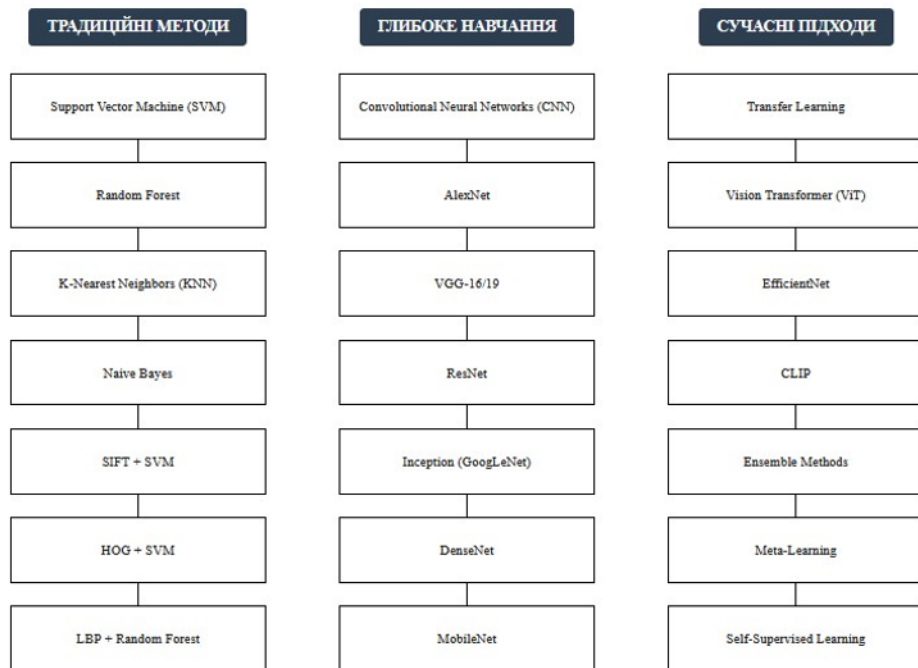 ТРАДИЦІЙНІ МЕТОДИ
Support Vector Machine (SVM)
Random Forest
K-Nearest Neighbors (KNN)
Naive Bayes
SIFT + SVM
HOG + SVM
LBP + Random Forest
ГЛИБОКЕ НАВЧАННЯ
Convolutional Neural Networks (CNN)
AlexNet
VGG-16/19
ResNet
Inception (GoogLeNet)
DenseNet
MobileNet
СУЧАСНІ ПІДХОДИ
Transfer Learning
Vision Transformer (ViT)
EfficientNet
CLIP
Ensemble Methods
Meta-Learning
Self-Supervised Learning